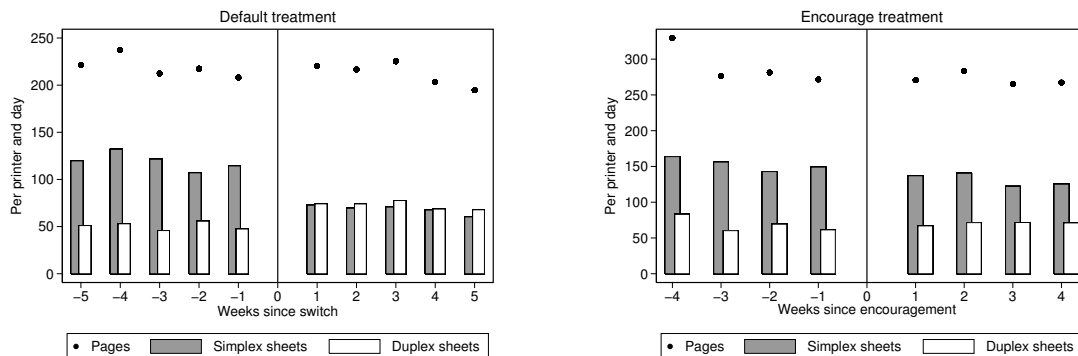 Default treatment
250
200
150
100
50
0
Per printer and day
−5 −4 −3 −2 −1 0 1 2 3 4 5
Weeks since switch
Pages Simplex sheets Duplex sheets
Encourage treatment
300
250
200
150
100
50
0
Per printer and day
−4 −3 −2 −1 0 1 2 3 4
Weeks since encouragement
Pages Simplex sheets Duplex sheets